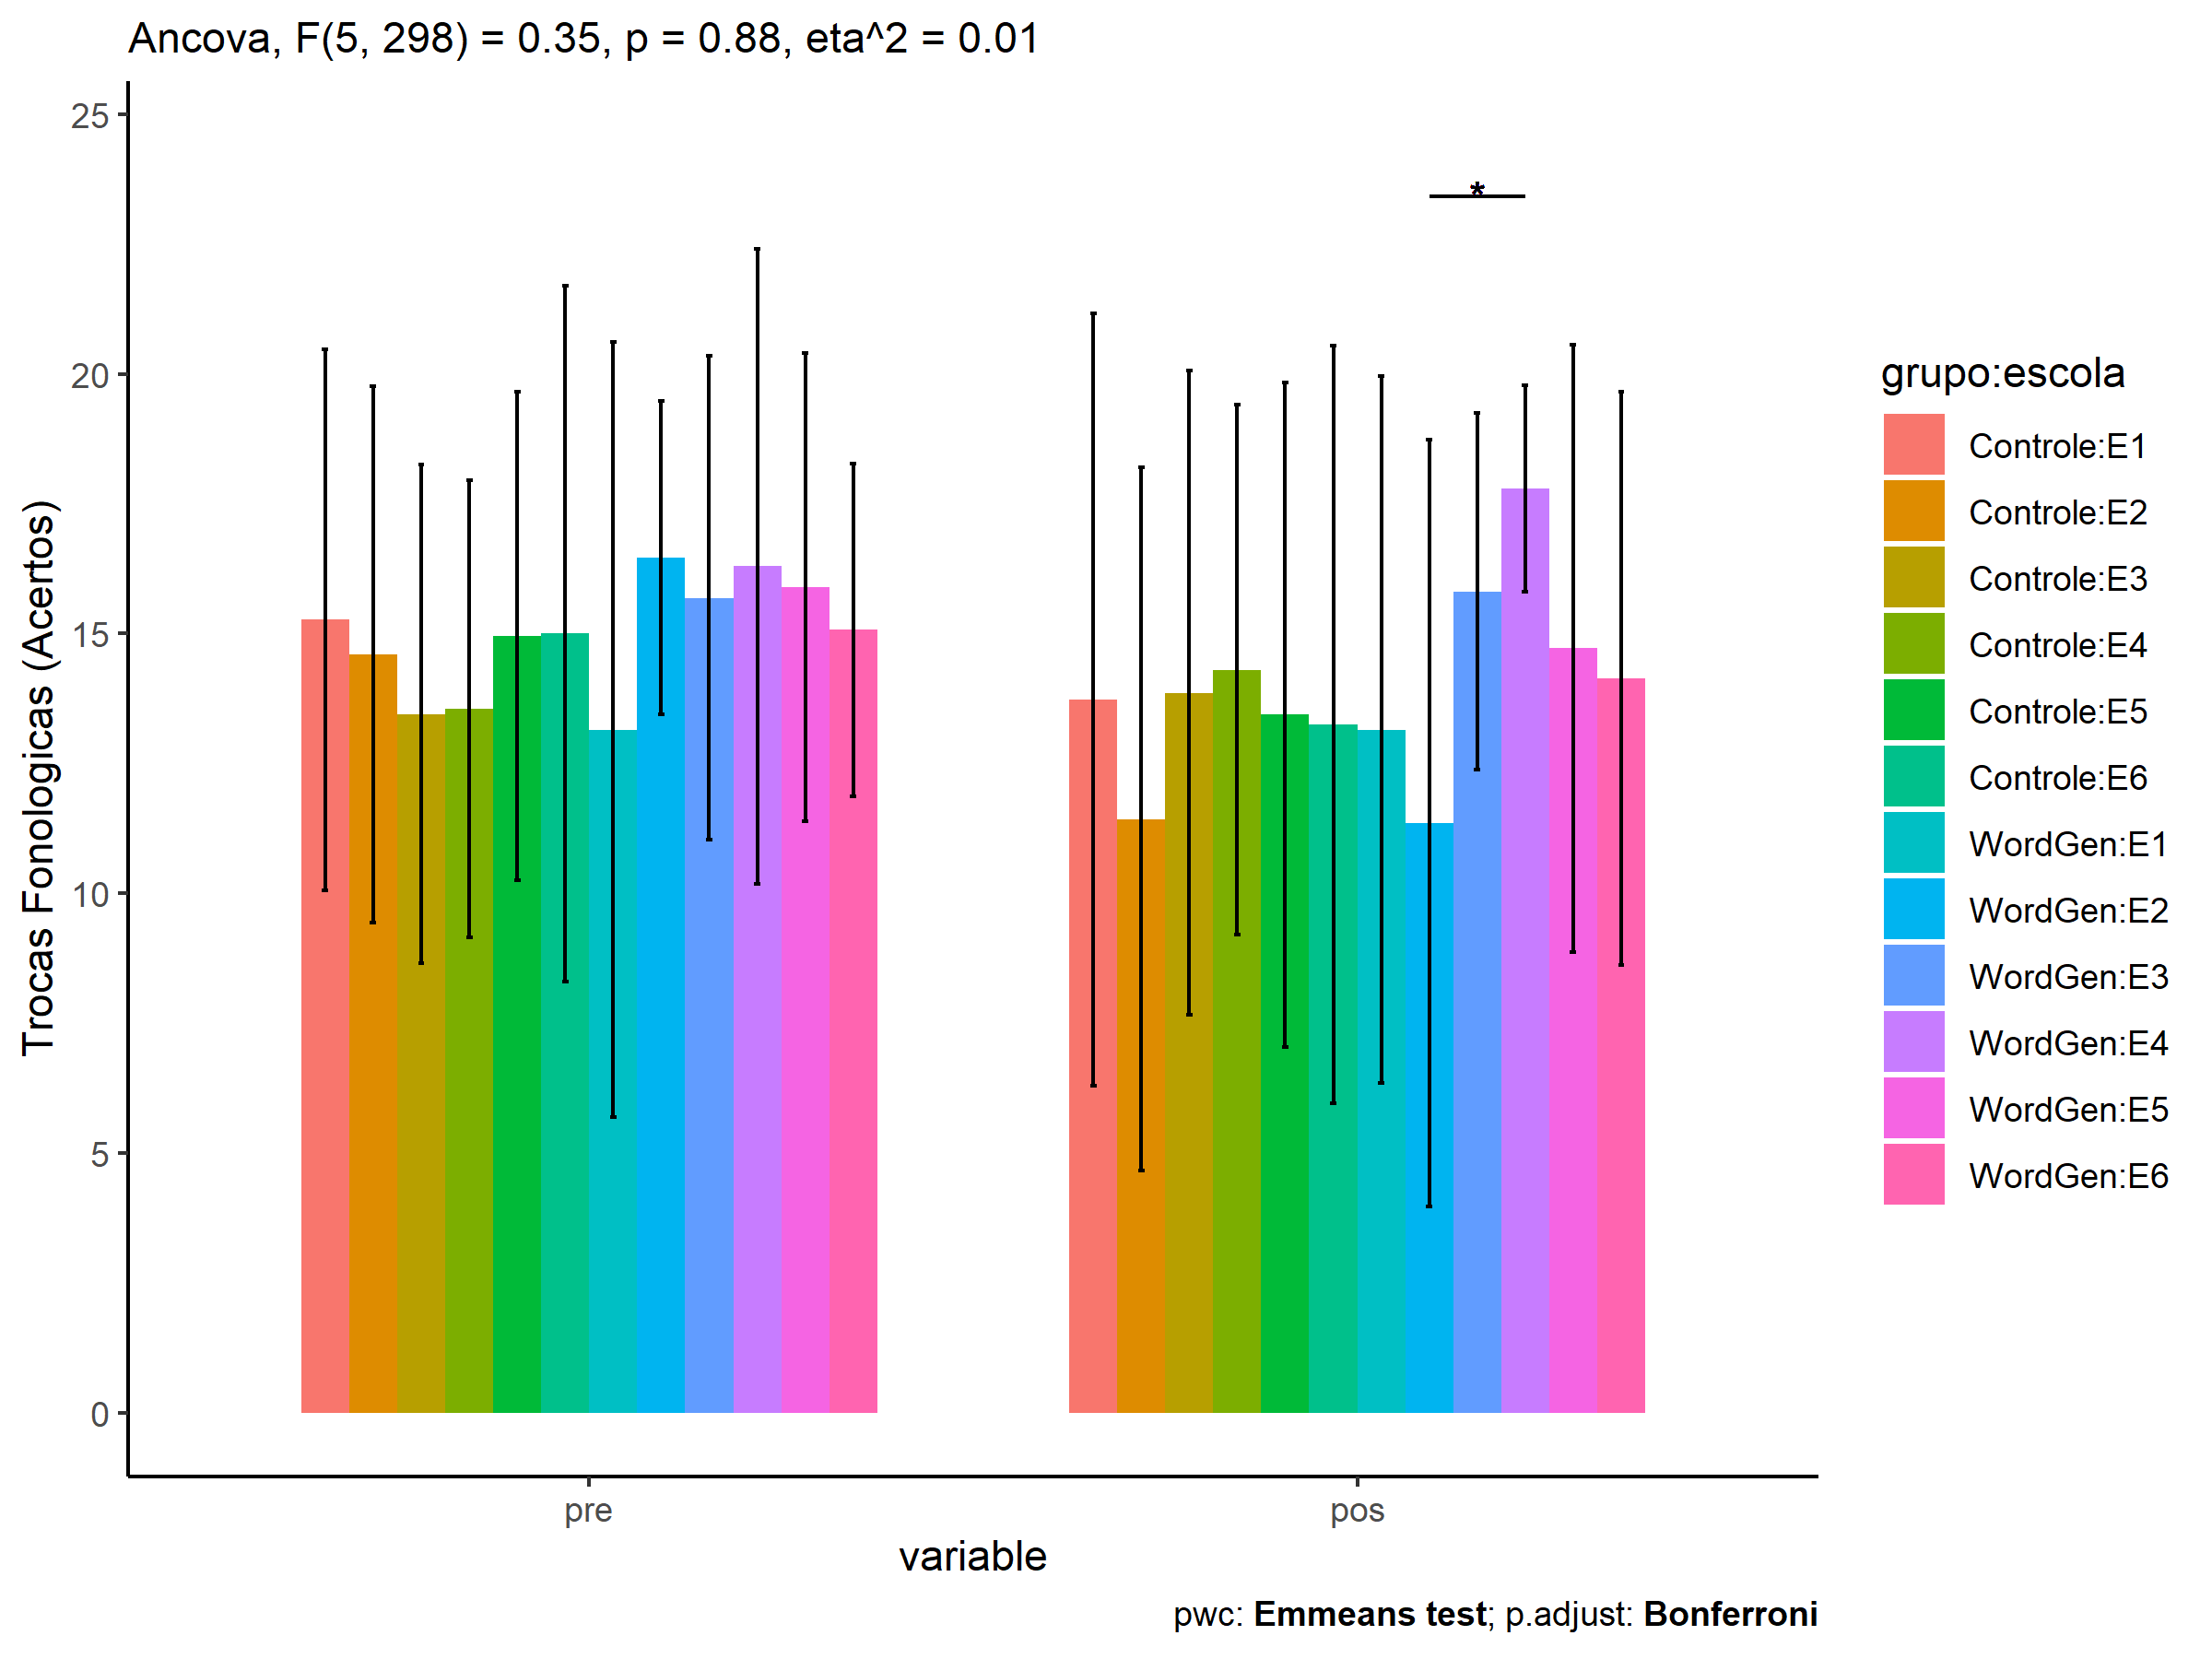 Ancova, F(5, 298) = 0.35, p = 0.88, eta^2 = 0.01
Trocas Fonologicas (Acertos)
25
20
15
10
5
0
*
pre
pos
variable
grupo:escola
Controle:E1
Controle:E2
Controle:E3
Controle:E4
Controle:E5
Controle:E6
WordGen:E1
WordGen:E2
WordGen:E3
WordGen:E4
WordGen:E5
WordGen:E6
pwc: Emmeans test; p.adjust: Bonferroni